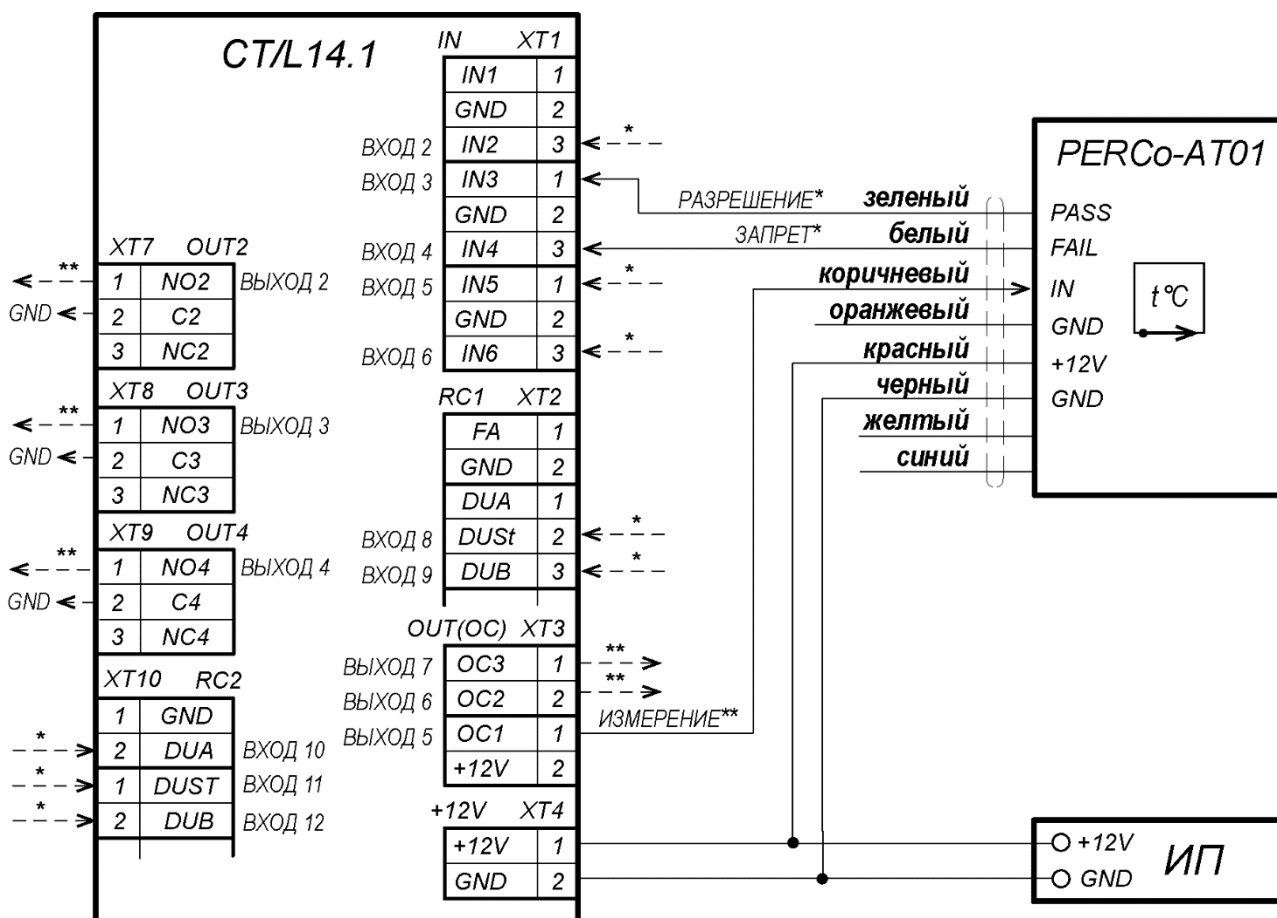 CT/L14.1
IN XT1
IN1 1
GND 2
ВХОД 2 IN2 3 *
ВХОД 3 IN3 1
GND 2
ВХОД 4 IN4 3
ВХОД 5 IN5 1 *
GND 2
ВХОД 6 IN6 3 *
RC1 XT2
FA 1
GND 2
DUA 1
ВХОД 8 DUSt 2 *
ВХОД 9 DUB 3 *
OUT(OC) XT3
ВЫХОД 7 OC3 1 **
ВЫХОД 6 OC2 2 **
ВЫХОД 5 OC1 1 ИЗМЕРЕНИЕ**
+12V 2
+12V XT4
+12V 1
GND 2
XT7 OUT2
** 1 NO2 ВЫХОД 2
GND 2 C2
3 NC2
XT8 OUT3
** 1 NO3 ВЫХОД 3
GND 2 C3
3 NC3
XT9 OUT4
** 1 NO4 ВЫХОД 4
GND 2 C4
3 NC4
XT10 RC2
1 GND
* 2 DUA ВХОД 10
* 1 DUST ВХОД 11
* 2 DUB ВХОД 12
PERCo-AT01
РАЗРЕШЕНИЕ* зеленый PASS
ЗАПРЕТ* белый FAIL
коричневый IN
оранжевый GND
красный +12V
черный GND
желтый
синий
t°C
+12V
GND
ИП